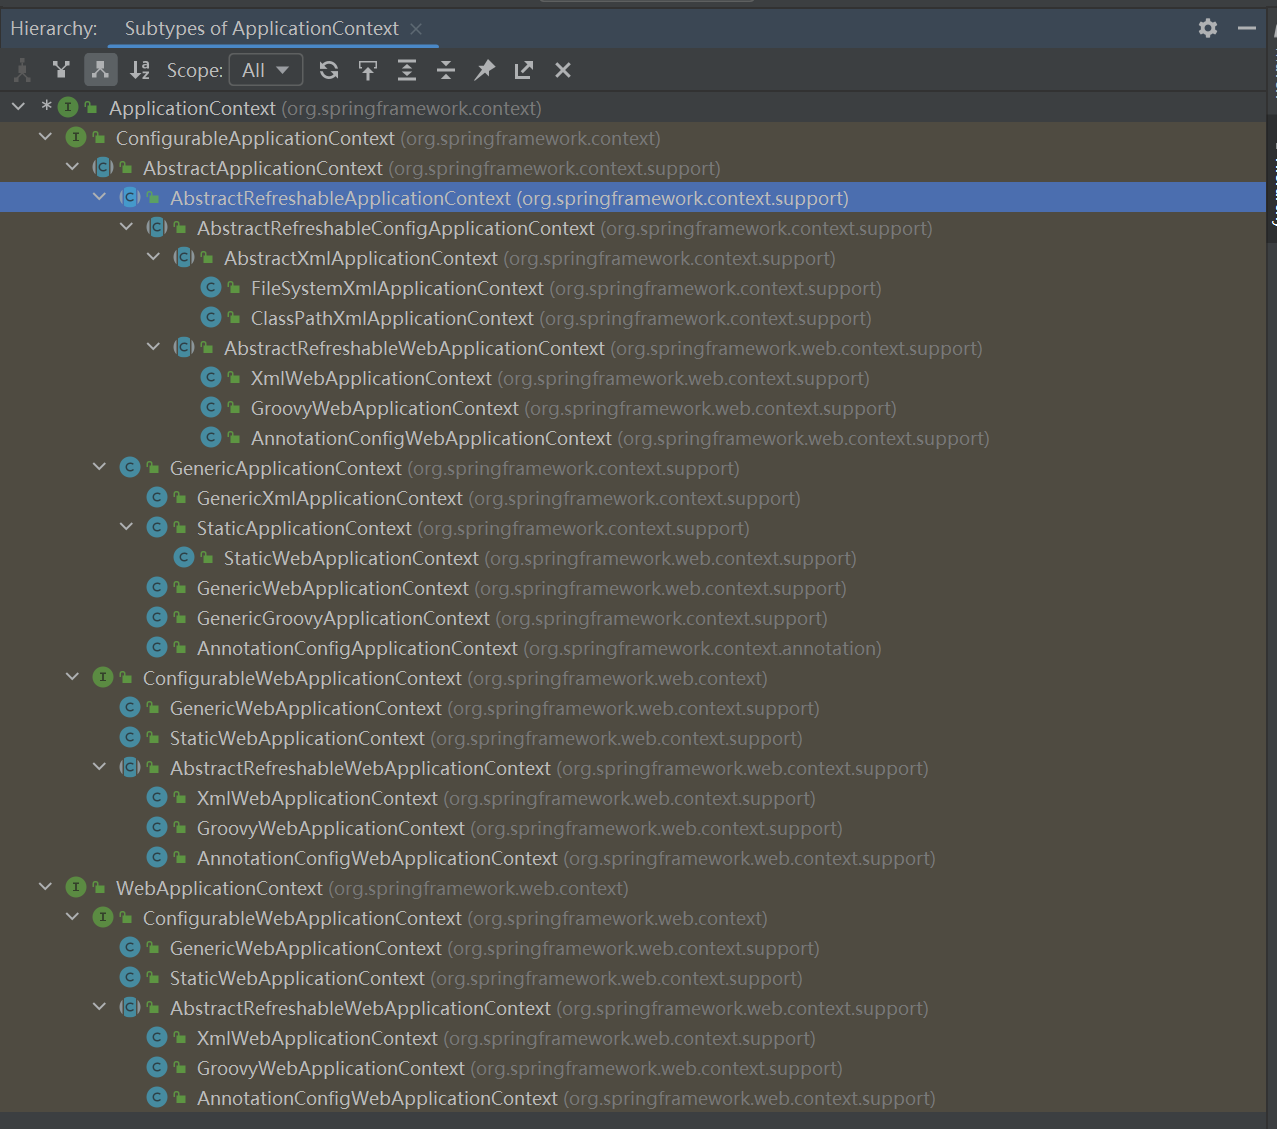 Hierarchy: Subtypes of ApplicationContext
Scope: All
* ApplicationContext (org.springframework.context)
ConfigurableApplicationContext (org.springframework.context)
AbstractApplicationContext (org.springframework.context.support)
AbstractRefreshableApplicationContext (org.springframework.context.support)
AbstractRefreshableConfigApplicationContext (org.springframework.context.support)
AbstractXmlApplicationContext (org.springframework.context.support)
FileSystemXmlApplicationContext (org.springframework.context.support)
ClassPathXmlApplicationContext (org.springframework.context.support)
AbstractRefreshableWebApplicationContext (org.springframework.web.context.support)
XmlWebApplicationContext (org.springframework.web.context.support)
GroovyWebApplicationContext (org.springframework.web.context.support)
AnnotationConfigWebApplicationContext (org.springframework.web.context.support)
GenericApplicationContext (org.springframework.context.support)
GenericXmlApplicationContext (org.springframework.context.support)
StaticApplicationContext (org.springframework.context.support)
StaticWebApplicationContext (org.springframework.web.context.support)
GenericWebApplicationContext (org.springframework.web.context.support)
GenericGroovyApplicationContext (org.springframework.context.support)
AnnotationConfigApplicationContext (org.springframework.context.annotation)
ConfigurableWebApplicationContext (org.springframework.web.context)
GenericWebApplicationContext (org.springframework.web.context.support)
StaticWebApplicationContext (org.springframework.web.context.support)
AbstractRefreshableWebApplicationContext (org.springframework.web.context.support)
XmlWebApplicationContext (org.springframework.web.context.support)
GroovyWebApplicationContext (org.springframework.web.context.support)
AnnotationConfigWebApplicationContext (org.springframework.web.context.support)
WebApplicationContext (org.springframework.web.context)
ConfigurableWebApplicationContext (org.springframework.web.context)
GenericWebApplicationContext (org.springframework.web.context.support)
StaticWebApplicationContext (org.springframework.web.context.support)
AbstractRefreshableWebApplicationContext (org.springframework.web.context.support)
XmlWebApplicationContext (org.springframework.web.context.support)
GroovyWebApplicationContext (org.springframework.web.context.support)
AnnotationConfigWebApplicationContext (org.springframework.web.context.support)